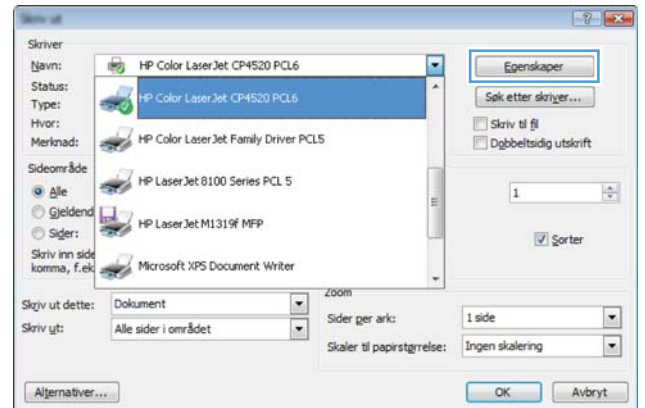 Skriv ut
Skriver
Navn: HP Color LaserJet CP4520 PCL6 Egenskaper
Status: HP Color LaserJet CP4520 PCL6 Søk etter skriver...
Type:
Hvor: Skriv til fil
Merknad: HP Color LaserJet Family Driver PCL5 Dobbeltsidig utskrift
Sideområde HP LaserJet 8100 Series PCL 5
Alle 1
Gjeldend HP LaserJet M1319f MFP
Sider: Sorter
Skriv inn side
komma, f.ek Microsoft XPS Document Writer
Zoom
Skriv ut dette: Dokument Sider per ark: 1 side
Skriv ut: Alle sider i området Skaler til papirstørrelse: Ingen skalering
Alternativer... OK Avbryt